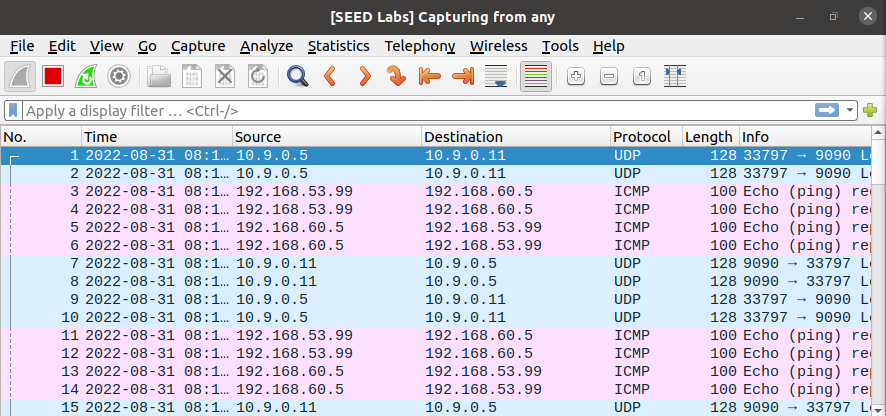 [SEED Labs] Capturing from any
File Edit View Go Capture Analyze Statistics Telephony Wireless Tools Help
Apply a display filter … <Ctrl-/>
No. Time Source Destination Protocol Length Info
1 2022-08-31 08:1… 10.9.0.5 10.9.0.11 UDP 128 33797 → 9090 L
2 2022-08-31 08:1… 10.9.0.5 10.9.0.11 UDP 128 33797 → 9090 L
3 2022-08-31 08:1… 192.168.53.99 192.168.60.5 ICMP 100 Echo (ping) re
4 2022-08-31 08:1… 192.168.53.99 192.168.60.5 ICMP 100 Echo (ping) re
5 2022-08-31 08:1… 192.168.60.5 192.168.53.99 ICMP 100 Echo (ping) re
6 2022-08-31 08:1… 192.168.60.5 192.168.53.99 ICMP 100 Echo (ping) re
7 2022-08-31 08:1… 10.9.0.11 10.9.0.5 UDP 128 9090 → 33797 L
8 2022-08-31 08:1… 10.9.0.11 10.9.0.5 UDP 128 9090 → 33797 L
9 2022-08-31 08:1… 10.9.0.5 10.9.0.11 UDP 128 33797 → 9090 L
10 2022-08-31 08:1… 10.9.0.5 10.9.0.11 UDP 128 33797 → 9090 L
11 2022-08-31 08:1… 192.168.53.99 192.168.60.5 ICMP 100 Echo (ping) re
12 2022-08-31 08:1… 192.168.53.99 192.168.60.5 ICMP 100 Echo (ping) re
13 2022-08-31 08:1… 192.168.60.5 192.168.53.99 ICMP 100 Echo (ping) re
14 2022-08-31 08:1… 192.168.60.5 192.168.53.99 ICMP 100 Echo (ping) re
15 2022-08-31 08:1… 10.9.0.11 10.9.0.5 UDP 128 9090 → 33797 L